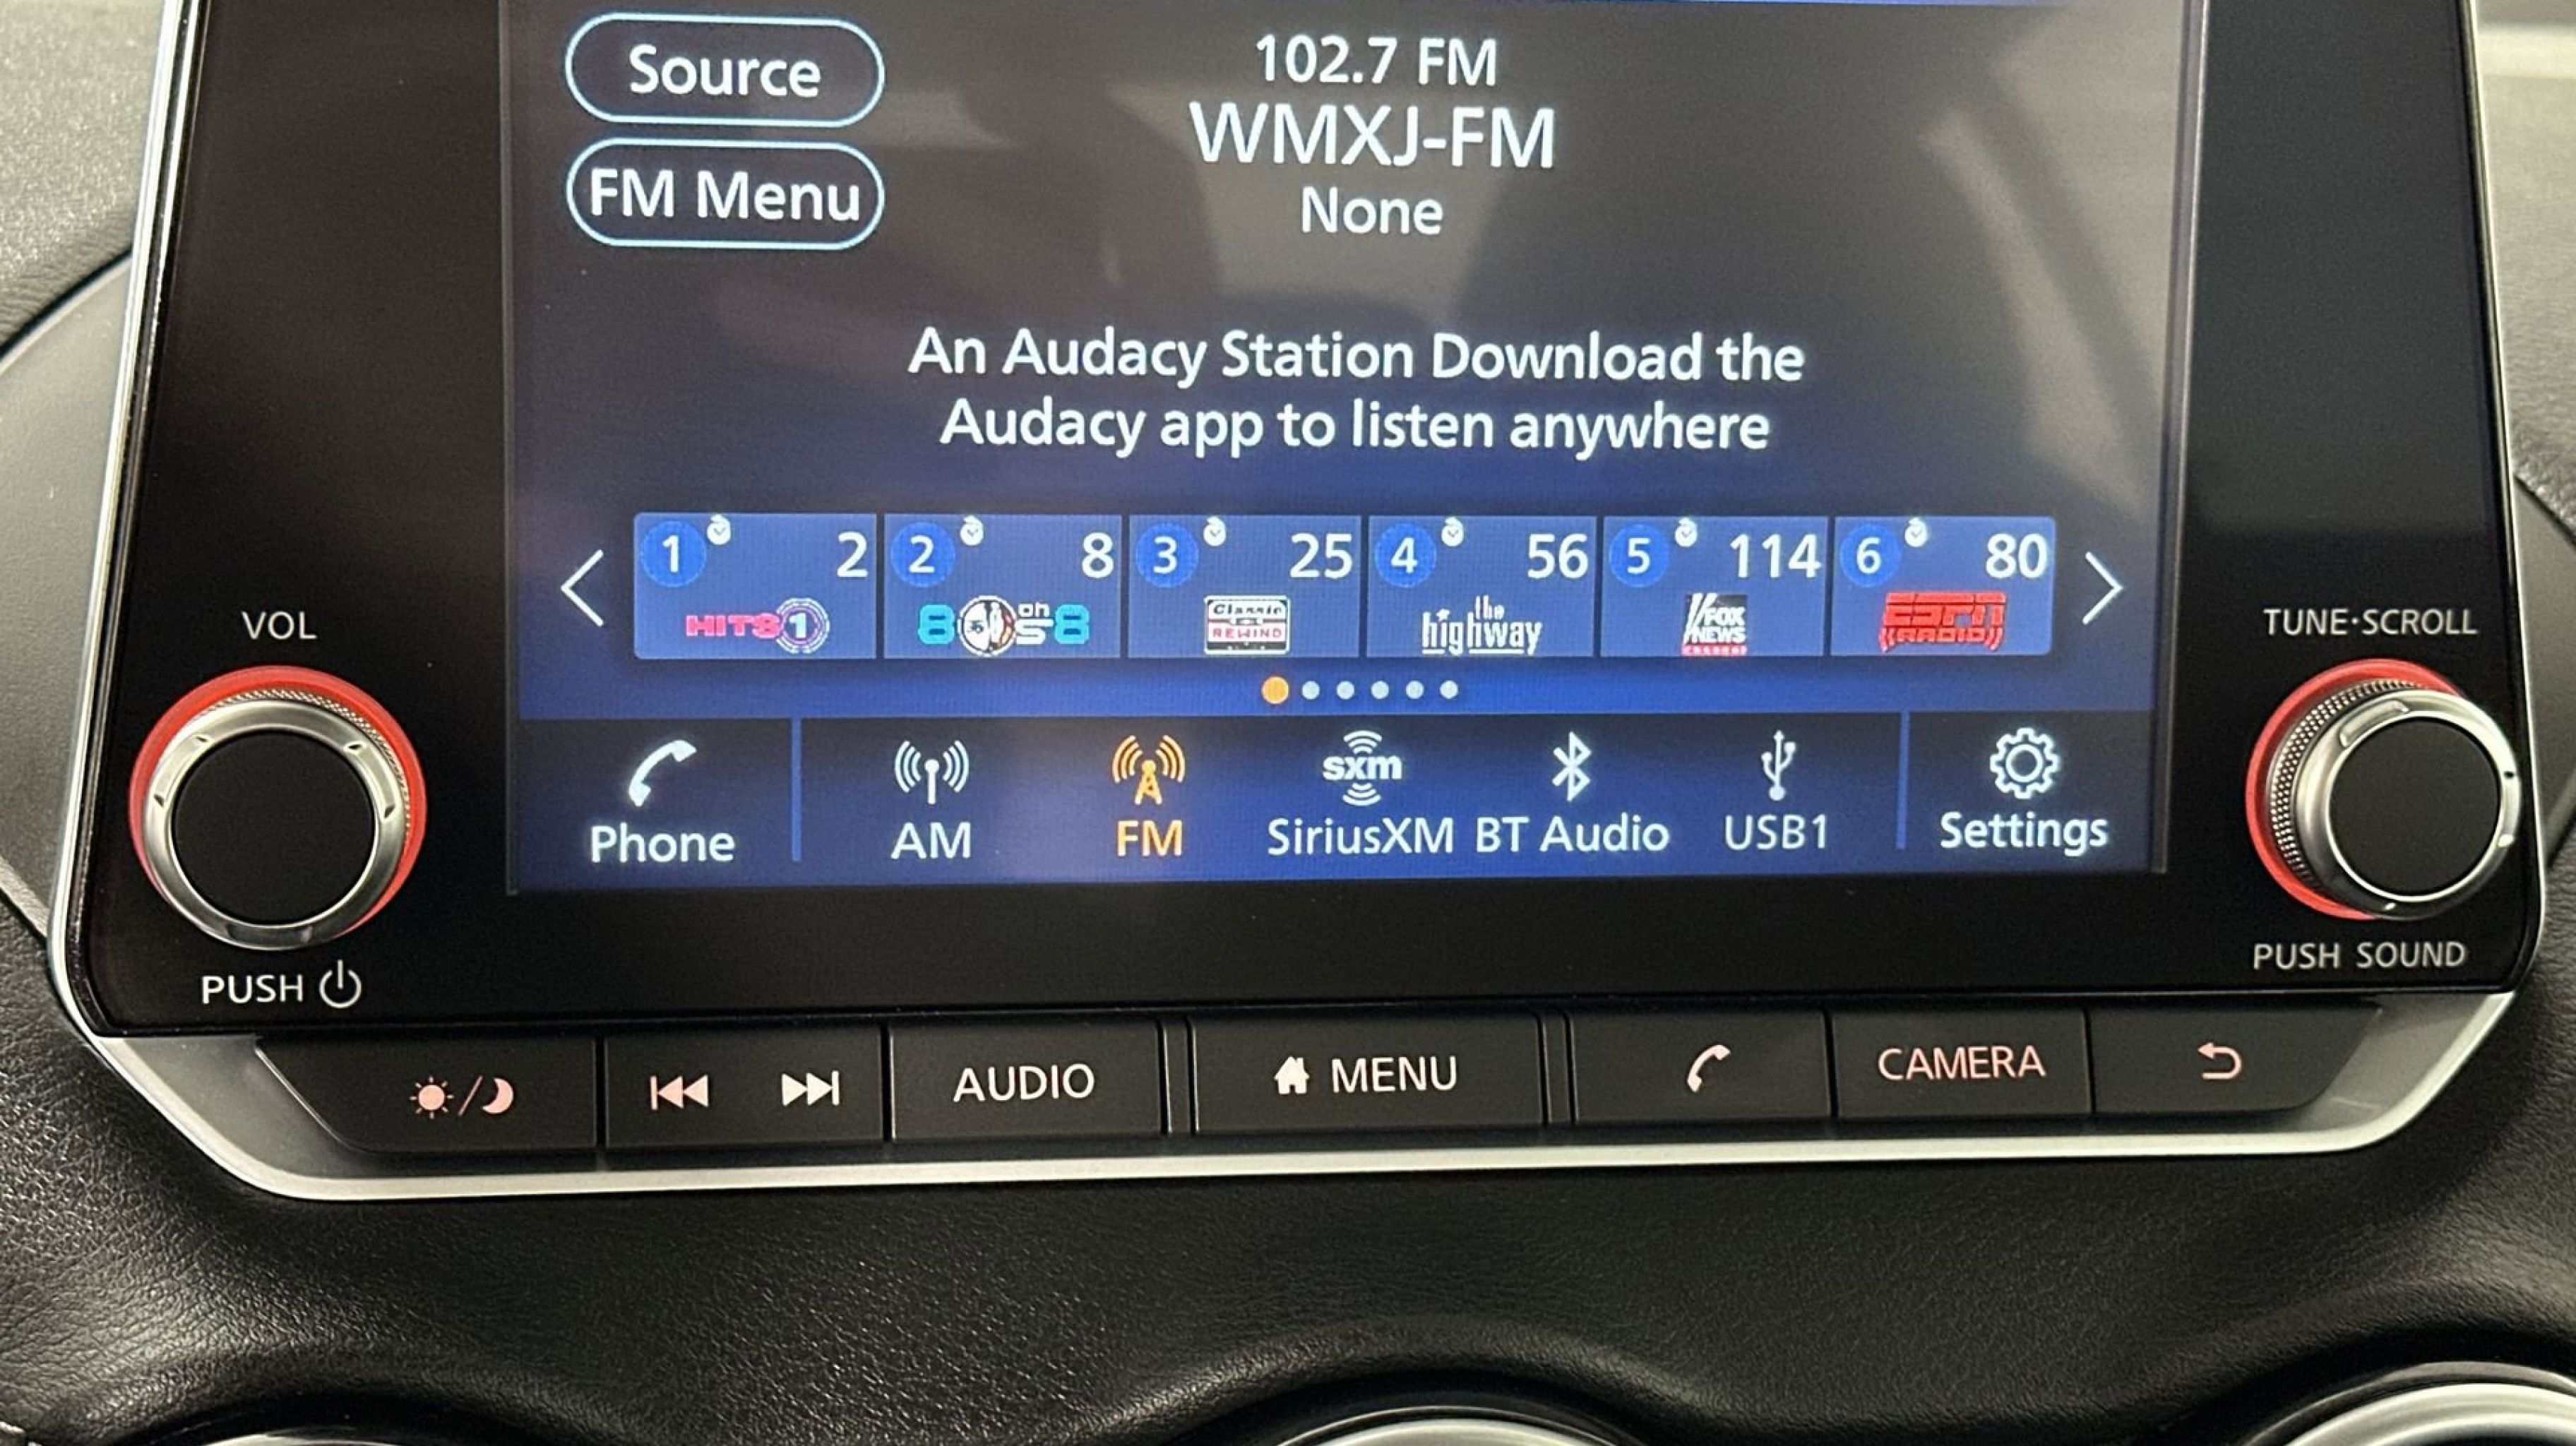 Source
102.7 FM
WMXJ-FM
FM Menu
None
An Audacy Station Download the
Audacy app to listen anywhere
1 2
HITS 1
2 8
80s on 8
3 25
Classic
REWIND
4 56
the
highway
5 114
FOX
NEWS
CHANNEL
6 80
ESPN
RADIO
VOL
TUNE·SCROLL
Phone
AM
FM
sxm
SiriusXM
BT Audio
USB1
Settings
PUSH
PUSH SOUND
AUDIO
MENU
CAMERA